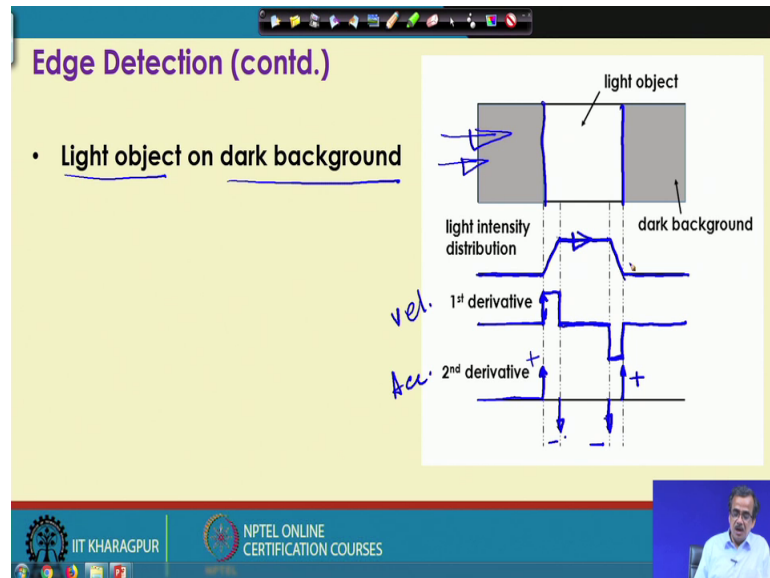 Edge Detection (contd.)
• Light object on dark background
light object
dark background
light intensity
distribution
vel.
1st derivative
Acc.
2nd derivative
+
+
-
-
IIT KHARAGPUR
NPTEL ONLINE
CERTIFICATION COURSES